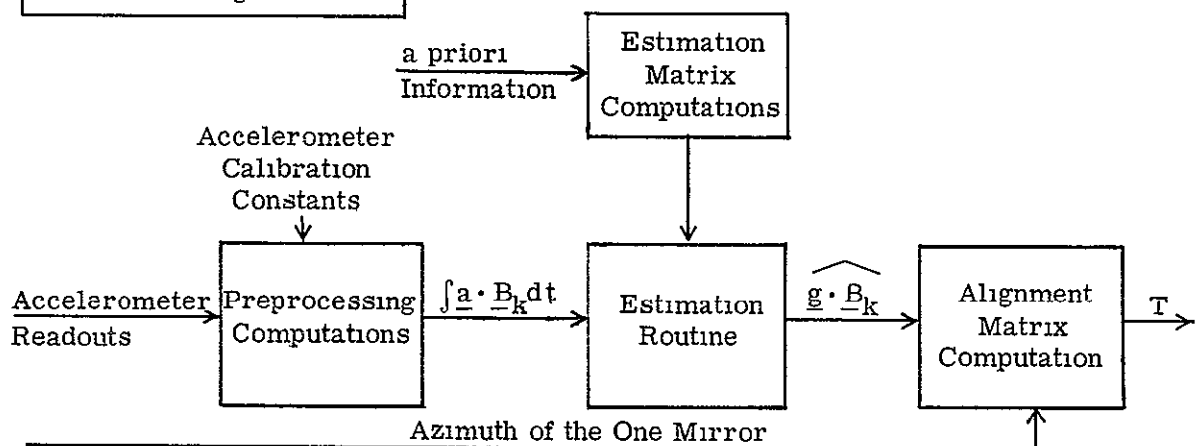 a priori
Information
Estimation
Matrix
Computations
Accelerometer
Calibration
Constants
Accelerometer
Readouts
Preprocessing
Computations
∫a · B_k dt
Estimation
Routine
g · B_k
Alignment
Matrix
Computation
T
Azimuth of the One Mirror